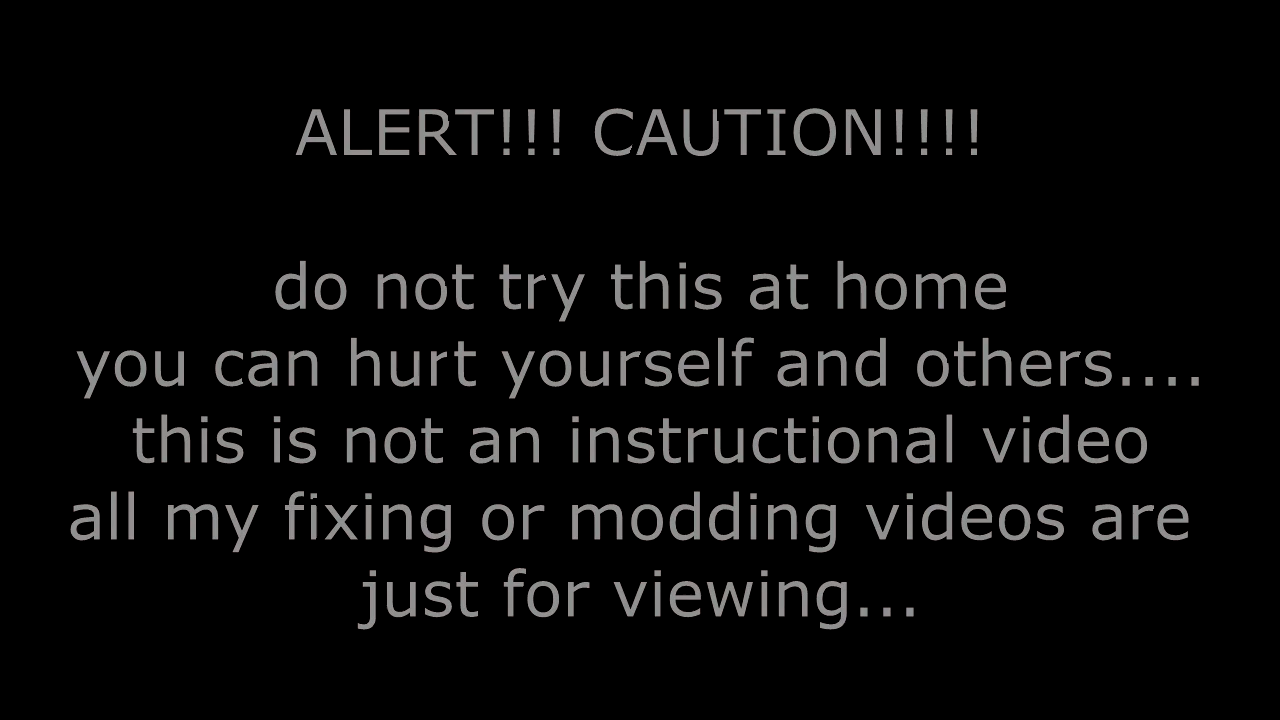 ALERT!!! CAUTION!!!!
do not try this at home
you can hurt yourself and others....
this is not an instructional video
all my fixing or modding videos are
just for viewing...